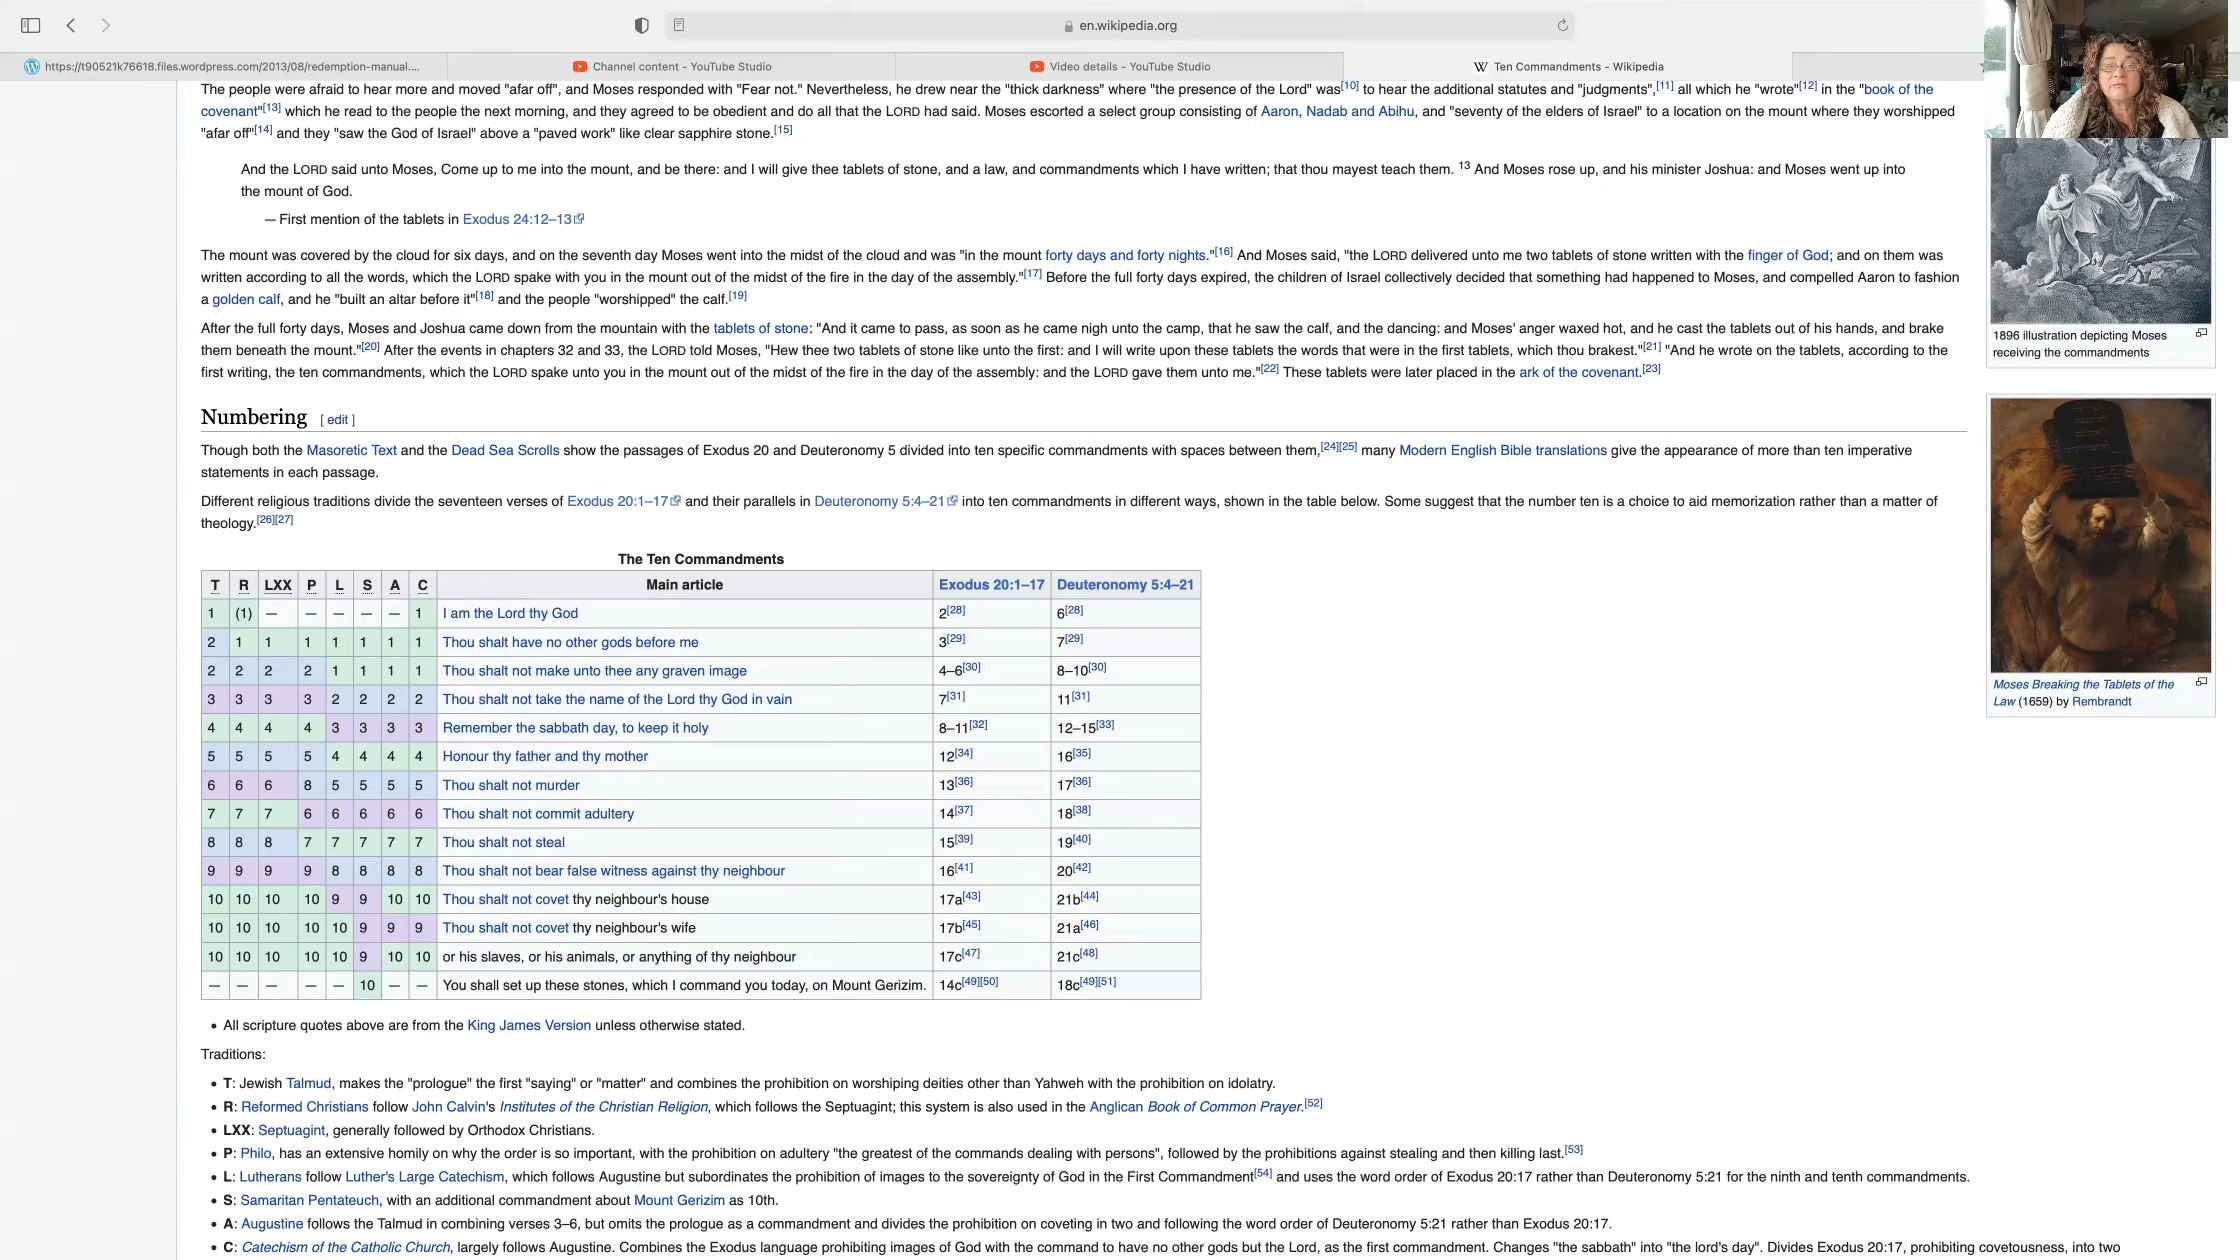 en.wikipedia.org
https://t90521k76618.files.wordpress.com/2013/08/redemption-manual....
Channel content - YouTube Studio
Video details - YouTube Studio
W Ten Commandments - Wikipedia
The people were afraid to hear more and moved "afar off", and Moses responded with "Fear not." Nevertheless, he drew near the "thick darkness" where "the presence of the Lord" was[10] to hear the additional statutes and "judgments",[11] all which he "wrote"[12] in the "book of the
covenant"[13] which he read to the people the next morning, and they agreed to be obedient and do all that the LORD had said. Moses escorted a select group consisting of Aaron, Nadab and Abihu, and "seventy of the elders of Israel" to a location on the mount where they worshipped
"afar off"[14] and they "saw the God of Israel" above a "paved work" like clear sapphire stone.[15]
And the LORD said unto Moses, Come up to me into the mount, and be there: and I will give thee tablets of stone, and a law, and commandments which I have written; that thou mayest teach them. 13 And Moses rose up, and his minister Joshua: and Moses went up into
the mount of God.
— First mention of the tablets in Exodus 24:12–13
The mount was covered by the cloud for six days, and on the seventh day Moses went into the midst of the cloud and was "in the mount forty days and forty nights."[16] And Moses said, "the LORD delivered unto me two tablets of stone written with the finger of God; and on them was
written according to all the words, which the LORD spake with you in the mount out of the midst of the fire in the day of the assembly."[17] Before the full forty days expired, the children of Israel collectively decided that something had happened to Moses, and compelled Aaron to fashion
a golden calf, and he "built an altar before it"[18] and the people "worshipped" the calf.[19]
After the full forty days, Moses and Joshua came down from the mountain with the tablets of stone: "And it came to pass, as soon as he came nigh unto the camp, that he saw the calf, and the dancing: and Moses' anger waxed hot, and he cast the tablets out of his hands, and brake
them beneath the mount."[20] After the events in chapters 32 and 33, the LORD told Moses, "Hew thee two tablets of stone like unto the first: and I will write upon these tablets the words that were in the first tablets, which thou brakest."[21] "And he wrote on the tablets, according to the
first writing, the ten commandments, which the LORD spake unto you in the mount out of the midst of the fire in the day of the assembly: and the LORD gave them unto me."[22] These tablets were later placed in the ark of the covenant.[23]
1896 illustration depicting Moses
receiving the commandments
Moses Breaking the Tablets of the
Law (1659) by Rembrandt
Numbering [ edit ]
Though both the Masoretic Text and the Dead Sea Scrolls show the passages of Exodus 20 and Deuteronomy 5 divided into ten specific commandments with spaces between them,[24][25] many Modern English Bible translations give the appearance of more than ten imperative
statements in each passage.
Different religious traditions divide the seventeen verses of Exodus 20:1–17 and their parallels in Deuteronomy 5:4–21 into ten commandments in different ways, shown in the table below. Some suggest that the number ten is a choice to aid memorization rather than a matter of
theology.[26][27]
The Ten Commandments
T R LXX P L S A C Main article Exodus 20:1–17 Deuteronomy 5:4–21
1 (1) — — — — — 1 I am the Lord thy God 2[28] 6[28]
2 1 1 1 1 1 1 1 Thou shalt have no other gods before me 3[29] 7[29]
2 2 2 2 1 1 1 1 Thou shalt not make unto thee any graven image 4–6[30] 8–10[30]
3 3 3 3 2 2 2 2 Thou shalt not take the name of the Lord thy God in vain 7[31] 11[31]
4 4 4 4 3 3 3 3 Remember the sabbath day, to keep it holy 8–11[32] 12–15[33]
5 5 5 5 4 4 4 4 Honour thy father and thy mother 12[34] 16[35]
6 6 6 8 5 5 5 5 Thou shalt not murder 13[36] 17[36]
7 7 7 6 6 6 6 6 Thou shalt not commit adultery 14[37] 18[38]
8 8 8 7 7 7 7 7 Thou shalt not steal 15[39] 19[40]
9 9 9 9 8 8 8 8 Thou shalt not bear false witness against thy neighbour 16[41] 20[42]
10 10 10 10 9 9 10 10 Thou shalt not covet thy neighbour's house 17a[43] 21b[44]
10 10 10 10 10 9 9 9 Thou shalt not covet thy neighbour's wife 17b[45] 21a[46]
10 10 10 10 10 9 10 10 or his slaves, or his animals, or anything of thy neighbour 17c[47] 21c[48]
— — — — — 10 — — You shall set up these stones, which I command you today, on Mount Gerizim. 14c[49][50] 18c[49][51]
• All scripture quotes above are from the King James Version unless otherwise stated.
Traditions:
• T: Jewish Talmud, makes the "prologue" the first "saying" or "matter" and combines the prohibition on worshiping deities other than Yahweh with the prohibition on idolatry.
• R: Reformed Christians follow John Calvin's Institutes of the Christian Religion, which follows the Septuagint; this system is also used in the Anglican Book of Common Prayer.[52]
• LXX: Septuagint, generally followed by Orthodox Christians.
• P: Philo, has an extensive homily on why the order is so important, with the prohibition on adultery "the greatest of the commands dealing with persons", followed by the prohibitions against stealing and then killing last.[53]
• L: Lutherans follow Luther's Large Catechism, which follows Augustine but subordinates the prohibition of images to the sovereignty of God in the First Commandment[54] and uses the word order of Exodus 20:17 rather than Deuteronomy 5:21 for the ninth and tenth commandments.
• S: Samaritan Pentateuch, with an additional commandment about Mount Gerizim as 10th.
• A: Augustine follows the Talmud in combining verses 3–6, but omits the prologue as a commandment and divides the prohibition on coveting in two and following the word order of Deuteronomy 5:21 rather than Exodus 20:17.
• C: Catechism of the Catholic Church, largely follows Augustine. Combines the Exodus language prohibiting images of God with the command to have no other gods but the Lord, as the first commandment. Changes "the sabbath" into "the lord's day". Divides Exodus 20:17, prohibiting covetousness, into two